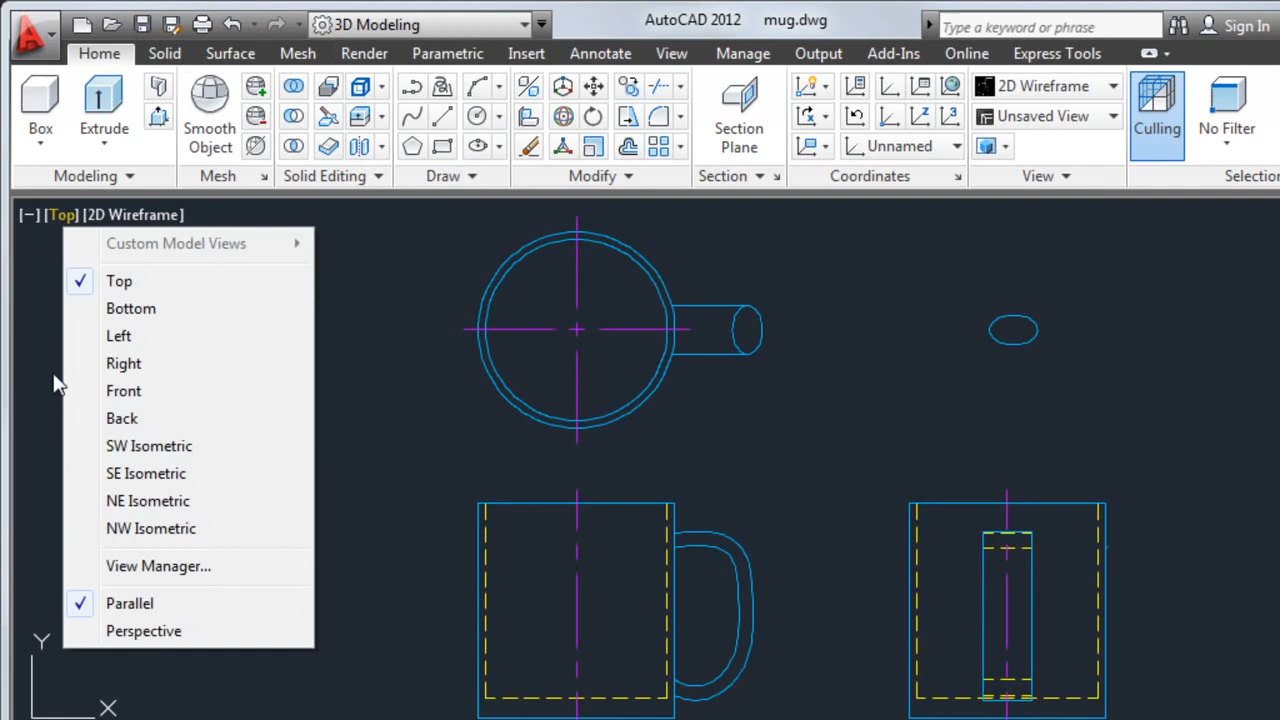 3D Modeling
AutoCAD 2012 mug.dwg
Type a keyword or phrase
Sign In
Home Solid Surface Mesh Render Parametric Insert Annotate View Manage Output Add-Ins Online Express Tools
Box
Extrude
Smooth
Object
Section
Plane
2D Wireframe
Unsaved View
Unnamed
Culling
No Filter
Modeling
Mesh
Solid Editing
Draw
Modify
Section
Coordinates
View
Selection
[−] [Top] [2D Wireframe]
Custom Model Views
Top
Bottom
Left
Right
Front
Back
SW Isometric
SE Isometric
NE Isometric
NW Isometric
View Manager...
Parallel
Perspective
Y
X